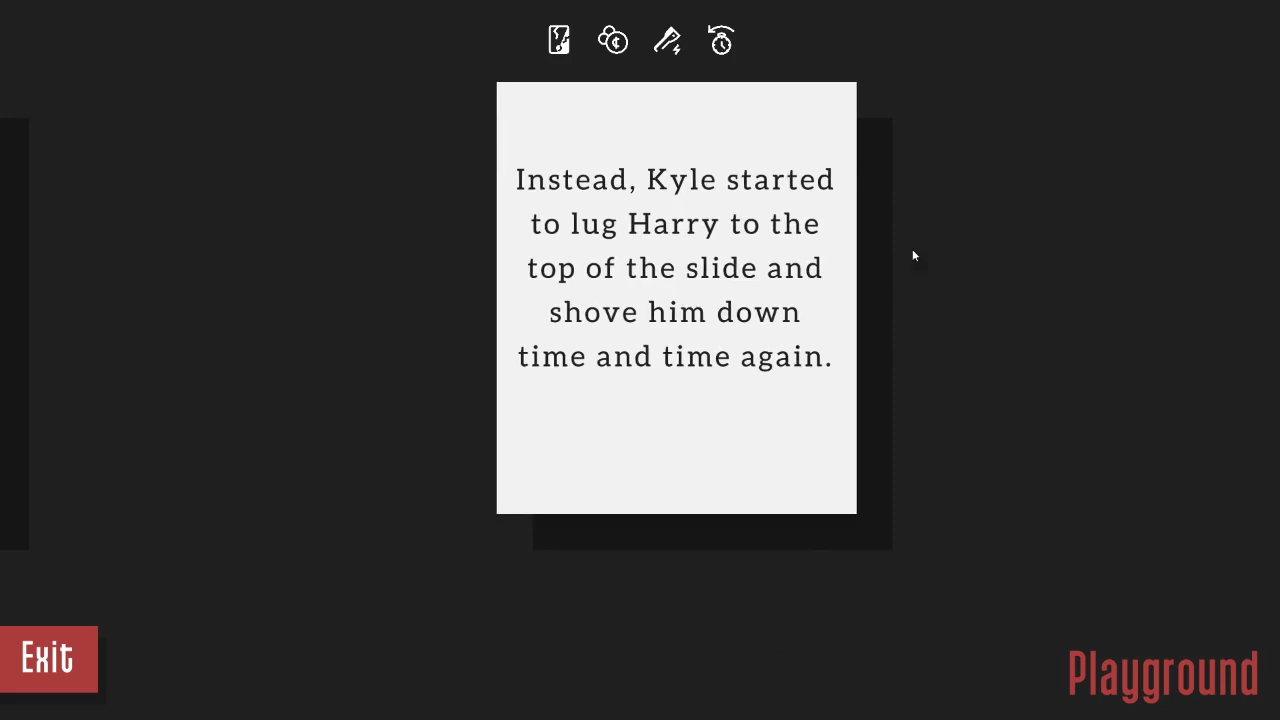 Instead, Kyle started
to lug Harry to the
top of the slide and
shove him down
time and time again.
Exit
Playground